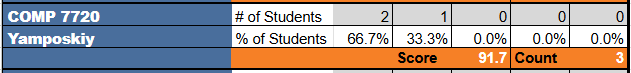 COMP 7720 # of Students 2 1 0 0 0
Yamposkiy % of Students 66.7% 33.3% 0.0% 0.0% 0.0%
Score 91.7 Count 3